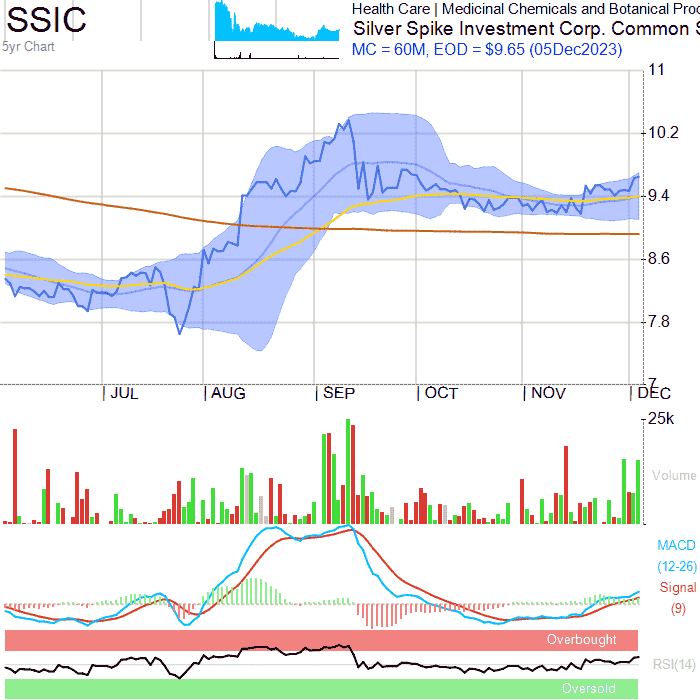 SSIC
5yr Chart
Health Care | Medicinal Chemicals and Botanical Proc
Silver Spike Investment Corp. Common S
MC = 60M, EOD = $9.65 (05Dec2023)
11
10.2
9.4
8.6
7.8
7
JUL AUG SEP OCT NOV DEC
25k
Volume
MACD
(12-26)
Signal
(9)
Overbought
RSI(14)
Oversold